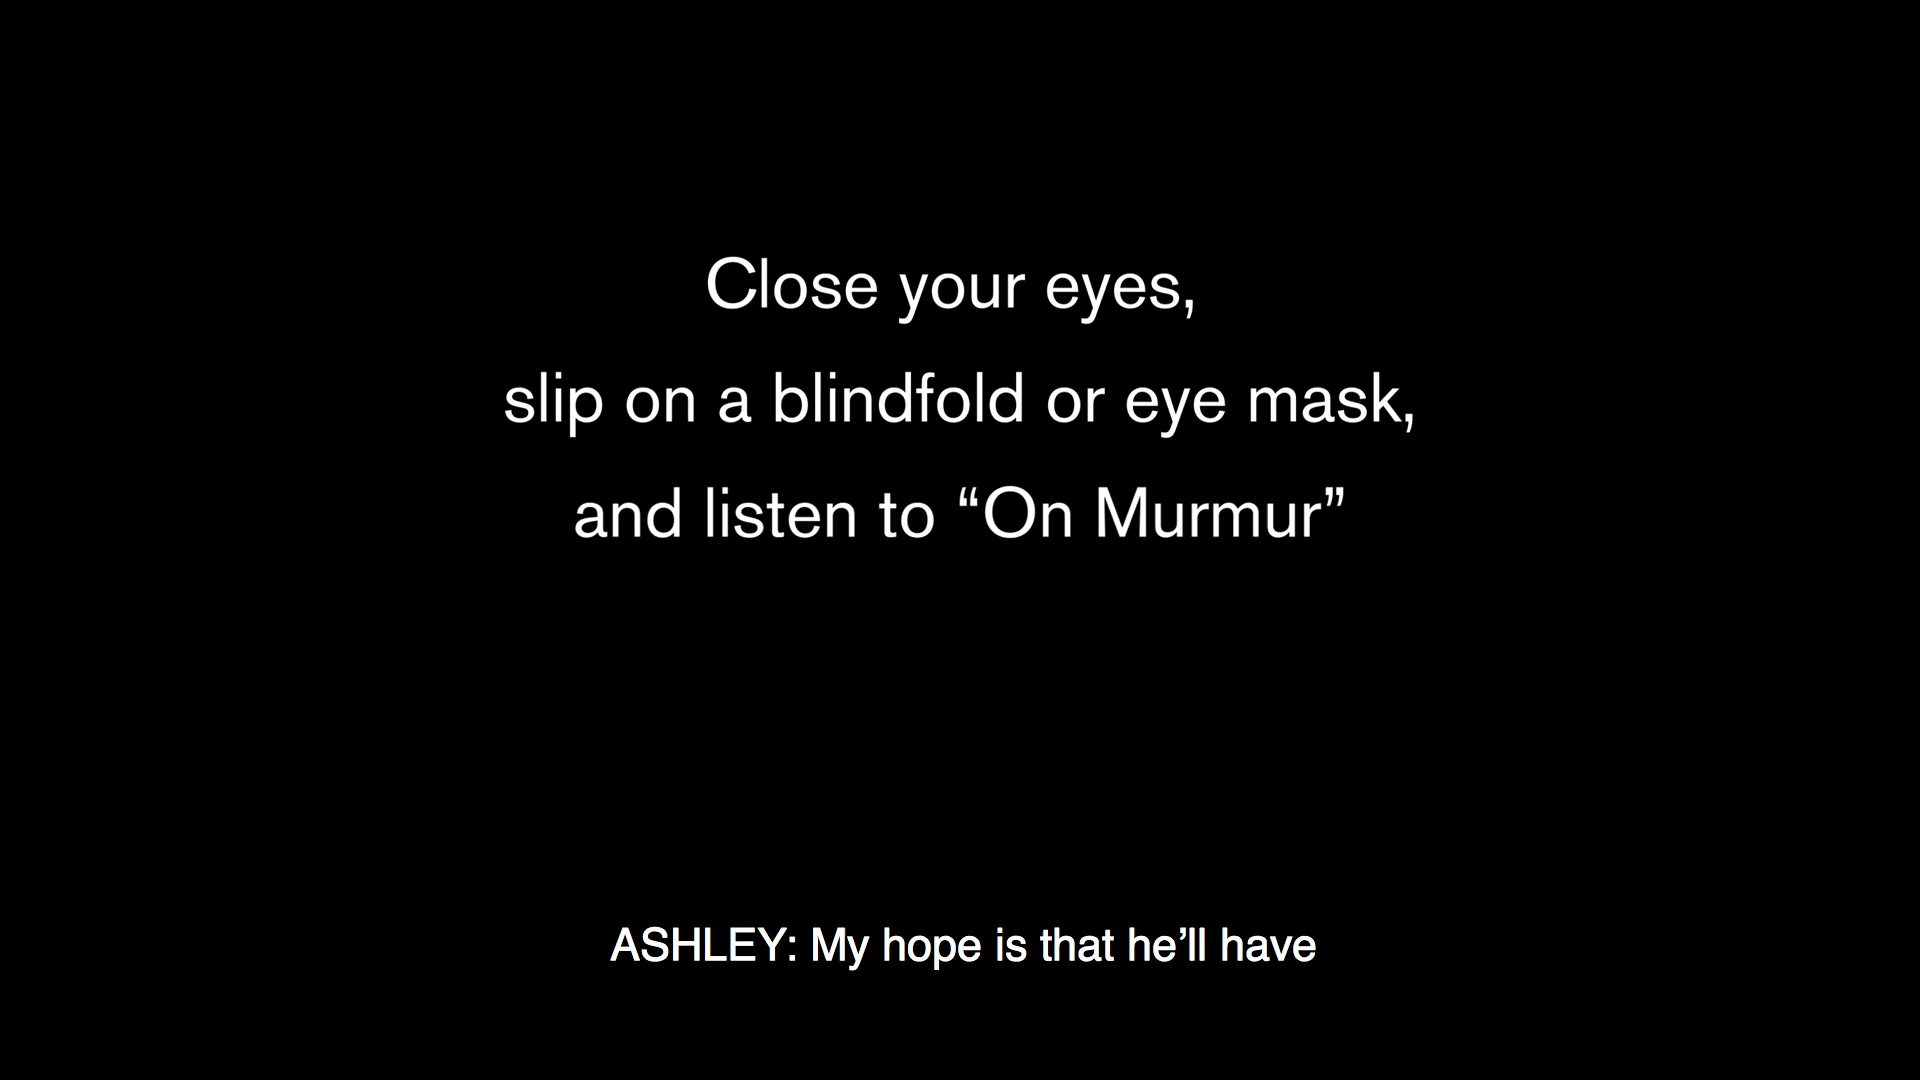 Close your eyes,
slip on a blindfold or eye mask,
and listen to “On Murmur”
ASHLEY: My hope is that he’ll have